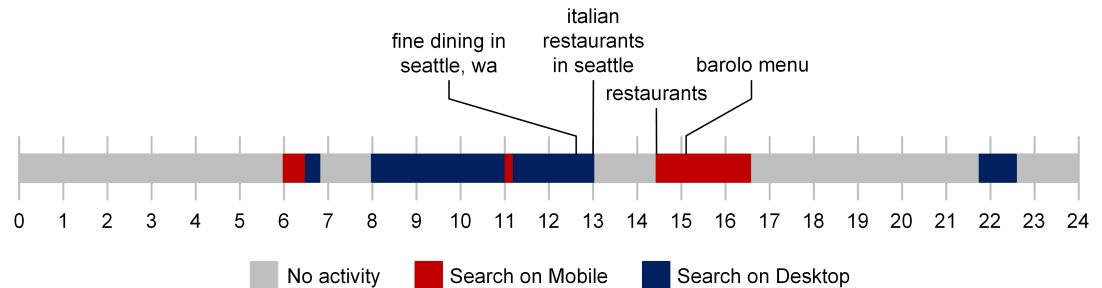 italian
fine dining in
restaurants
seattle, wa
in seattle
barolo menu
restaurants
0 1 2 3 4 5 6 7 8 9 10 11 12 13 14 15 16 17 18 19 20 21 22 23 24
No activity
Search on Mobile
Search on Desktop